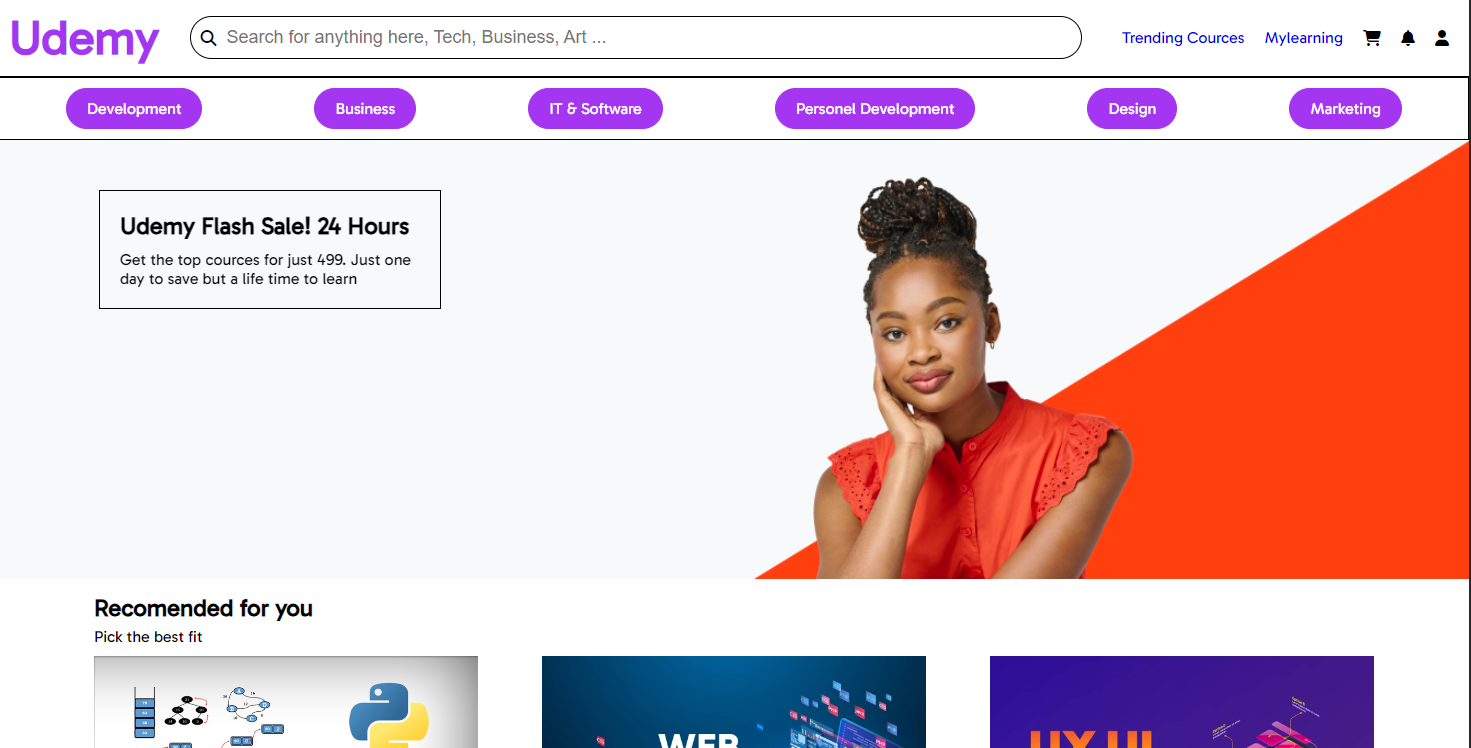 Udemy
Search for anything here, Tech, Business, Art ...
Trending Cources
Mylearning
Development
Business
IT & Software
Personel Development
Design
Marketing
Udemy Flash Sale! 24 Hours
Get the top cources for just 499. Just one
day to save but a life time to learn
Recomended for you
Pick the best fit
WEB
UX UI